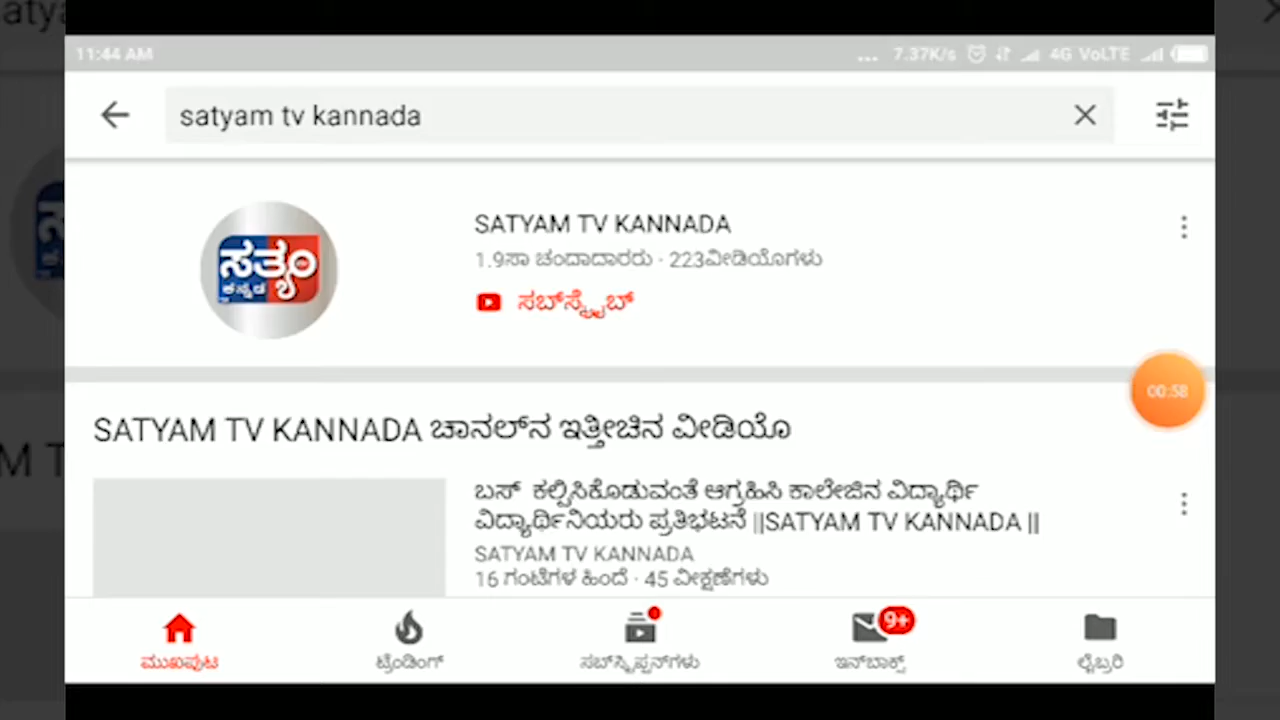 11:44 AM
... 7.37K/s 4G VoLTE
satyam tv kannada
ಸತ್ಯಂ
ಕನ್ನಡ
SATYAM TV KANNADA
1.9ಸಾ ಚಂದಾದಾರರು · 223ವೀಡಿಯೊಗಳು
ಸಬ್‌ಸ್ಕ್ರೈಬ್
00:58
SATYAM TV KANNADA ಚಾನಲ್‌ನ ಇತ್ತೀಚಿನ ವೀಡಿಯೊ
ಬಸ್ ಕಲ್ಪಿಸಿಕೊಡುವಂತೆ ಆಗ್ರಹಿಸಿ ಕಾಲೇಜಿನ ವಿದ್ಯಾರ್ಥಿ
ವಿದ್ಯಾರ್ಥಿನಿಯರು ಪ್ರತಿಭಟನೆ ||SATYAM TV KANNADA ||
SATYAM TV KANNADA
16 ಗಂಟೆಗಳ ಹಿಂದೆ · 45 ವೀಕ್ಷಣೆಗಳು
9+
ಮುಖಪುಟ ಟ್ರೆಂಡಿಂಗ್ ಸಬ್‌ಸ್ಕ್ರಿಪ್ಶನ್‌ಗಳು ಇನ್‌ಬಾಕ್ಸ್ ಲೈಬ್ರರಿ